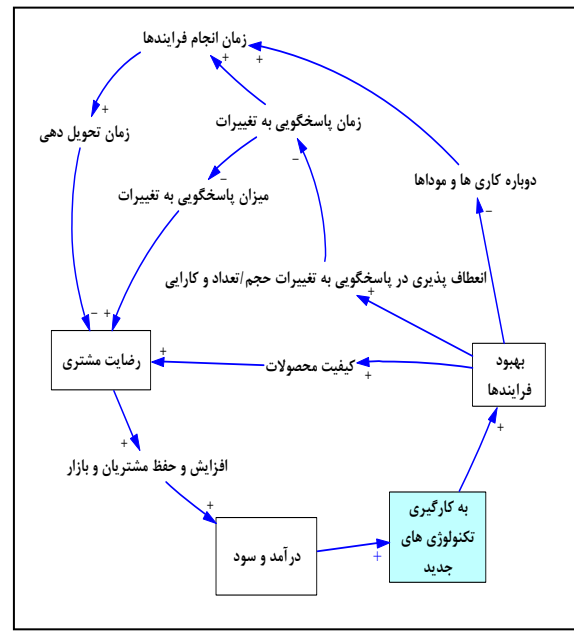 زمان انجام فرایندها
+
+
+
زمان پاسخگویی به تغییرات
زمان تحویل دهی
-
-
دوباره کاری ها و موداها
میزان پاسخگویی به تغییرات
-
انعطاف پذیری در پاسخگویی به تغییرات حجم/تعداد و کارایی
+
- +
رضایت مشتری
+
کیفیت محصولات
+
بهبود
فرایندها
+
+
افزایش و حفظ مشتریان و بازار
+
به کارگیری
تکنولوژی های
جدید
درآمد و سود
+